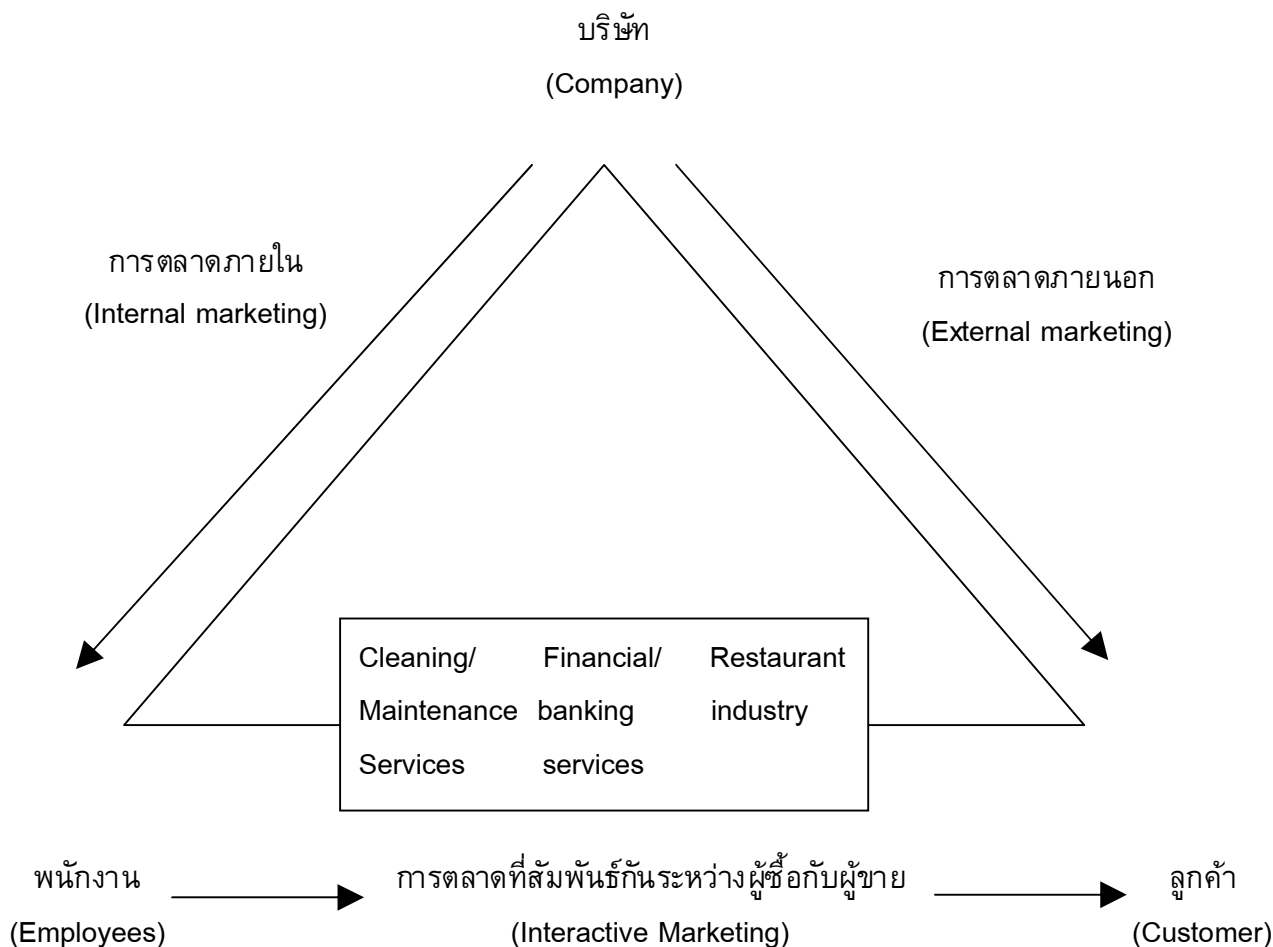 บริษัท
(Company)
การตลาดภายใน
(Internal marketing)
การตลาดภายนอก
(External marketing)
Cleaning/ Financial/ Restaurant
Maintenance banking industry
Services services
พนักงาน การตลาดที่สัมพันธ์กันระหว่างผู้ซื้อกับผู้ขาย ลูกค้า
(Employees) (Interactive Marketing) (Customer)